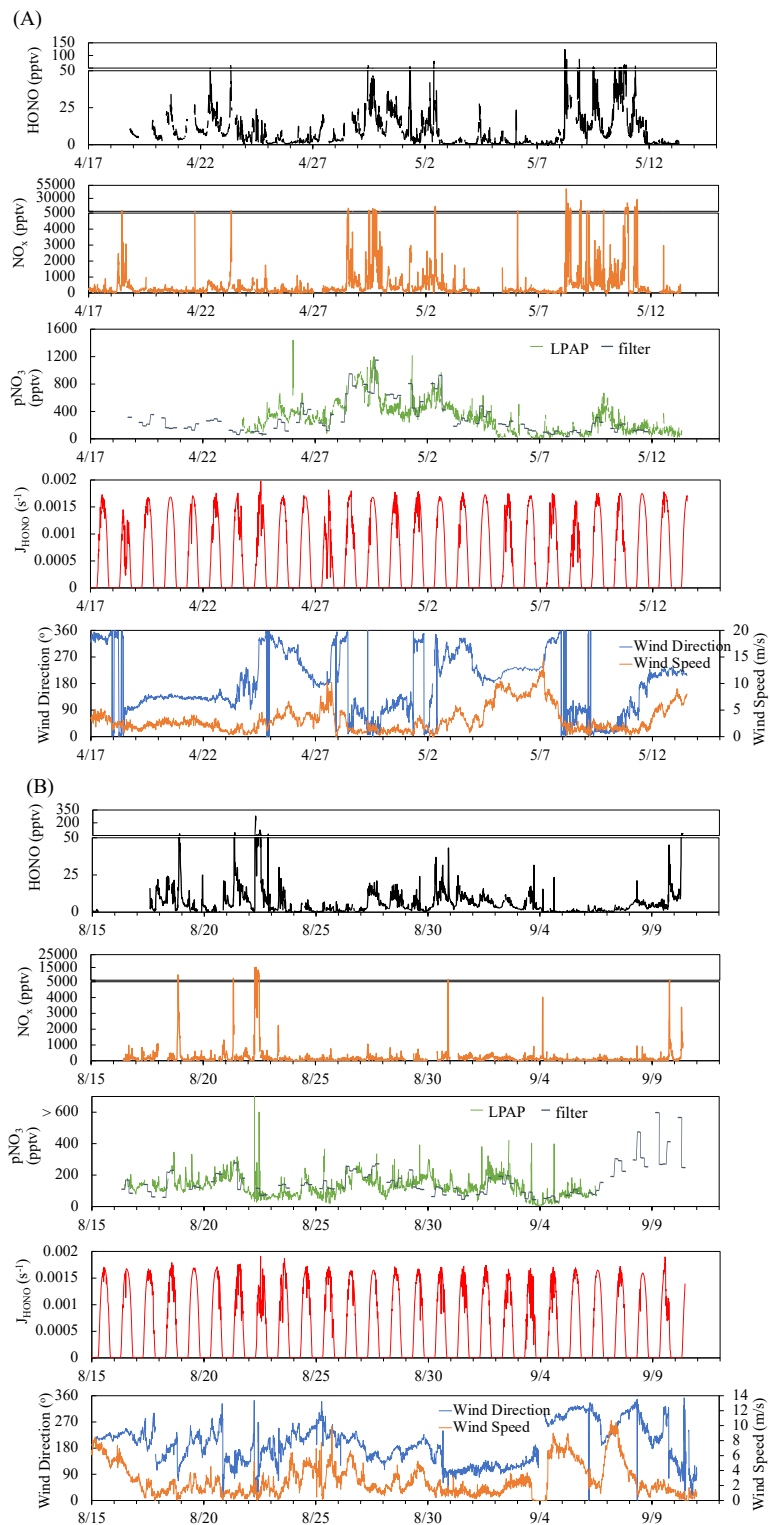 (A)
HONO (pptv)
150
100
50
25
0
4/17 4/22 4/27 5/2 5/7 5/12
NOx (pptv)
55000
30000
5000
4000
3000
2000
1000
0
4/17 4/22 4/27 5/2 5/7 5/12
pNO3 (pptv)
1600
1200
800
400
0
LPAP filter
4/17 4/22 4/27 5/2 5/7 5/12
JHONO (s-1)
0.002
0.0015
0.001
0.0005
0
4/17 4/22 4/27 5/2 5/7 5/12
Wind Direction (o)
360
270
180
90
0
Wind Direction
Wind Speed
20
15
10
5
0
Wind Speed (m/s)
4/17 4/22 4/27 5/2 5/7 5/12
(B)
HONO (pptv)
350
200
50
25
0
8/15 8/20 8/25 8/30 9/4 9/9
NOx (pptv)
25000
15000
5000
4000
3000
2000
1000
0
8/15 8/20 8/25 8/30 9/4 9/9
pNO3 (pptv)
> 600
400
200
0
LPAP filter
8/15 8/20 8/25 8/30 9/4 9/9
JHONO (s-1)
0.002
0.0015
0.001
0.0005
0
8/15 8/20 8/25 8/30 9/4 9/9
Wind Direction (o)
360
270
180
90
0
Wind Direction
Wind Speed
14
12
10
8
6
4
2
0
Wind Speed (m/s)
8/15 8/20 8/25 8/30 9/4 9/9